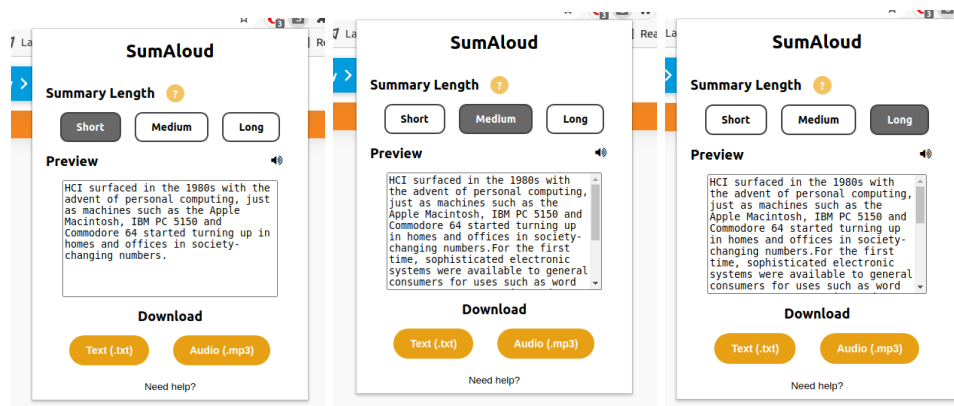 3
La
Re
SumAloud
Summary Length ?
Short Medium Long
Preview
HCI surfaced in the 1980s with the
advent of personal computing, just
as machines such as the Apple
Macintosh, IBM PC 5150 and
Commodore 64 started turning up in
homes and offices in society-
changing numbers.
Download
Text (.txt) Audio (.mp3)
Need help?
3
La
Rea
SumAloud
Summary Length ?
Short Medium Long
Preview
HCI surfaced in the 1980s with
the advent of personal computing,
just as machines such as the
Apple Macintosh, IBM PC 5150 and
Commodore 64 started turning up
in homes and offices in society-
changing numbers.For the first
time, sophisticated electronic
systems were available to general
consumers for uses such as word
Download
Text (.txt) Audio (.mp3)
Need help?
3
La
SumAloud
Summary Length ?
Short Medium Long
Preview
HCI surfaced in the 1980s with
the advent of personal computing,
just as machines such as the
Apple Macintosh, IBM PC 5150 and
Commodore 64 started turning up
in homes and offices in society-
changing numbers.For the first
time, sophisticated electronic
systems were available to general
consumers for uses such as word
Download
Text (.txt) Audio (.mp3)
Need help?